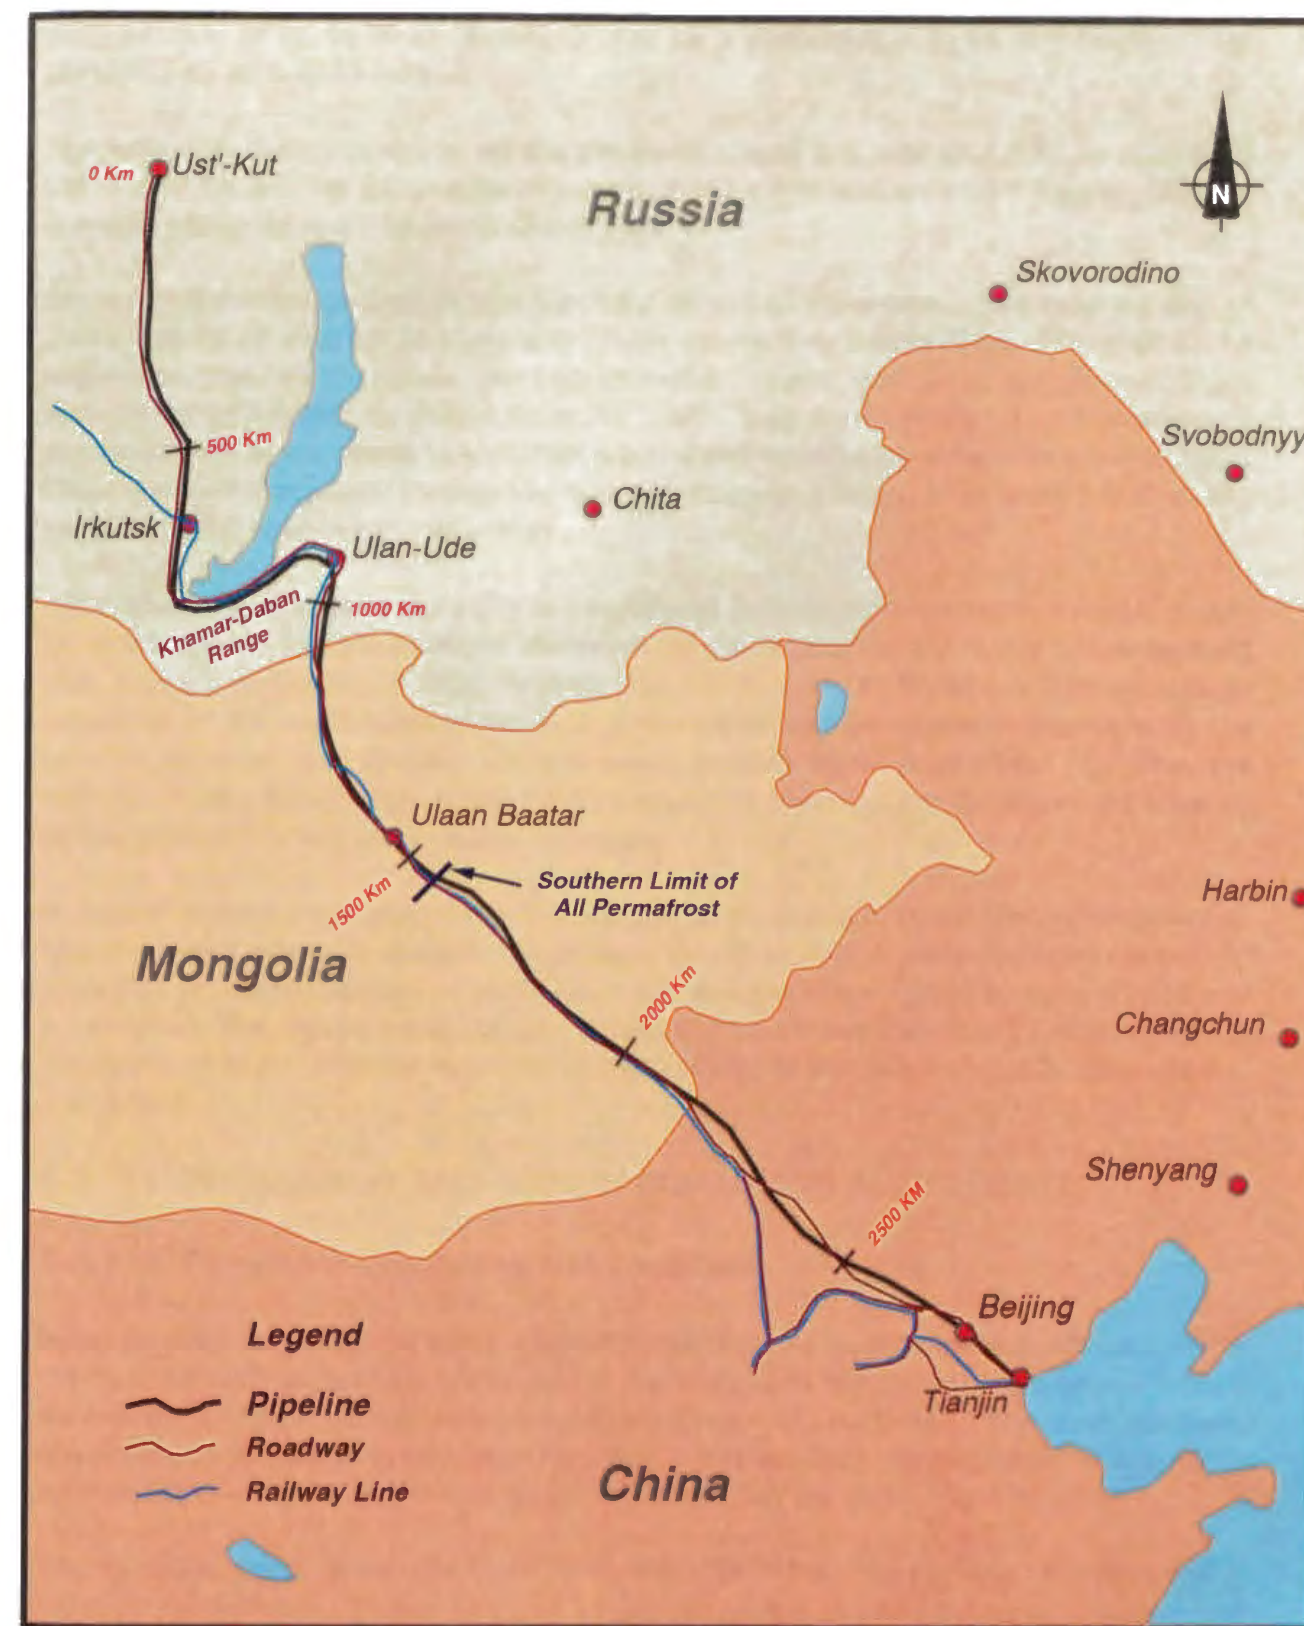 Ust'-Kut
0 Km
Russia
N
Skovorodino
Svobodnyy
500 Km
Chita
Irkutsk
Ulan-Ude
1000 Km
Khamar-Daban
Range
Ulaan Baatar
Southern Limit of
All Permafrost
1500 Km
Harbin
Mongolia
2000 Km
Changchun
Shenyang
2500 KM
Beijing
Legend
Tianjin
Pipeline
Roadway
Railway Line
China